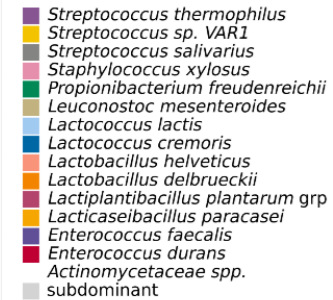 Streptococcus thermophilus
Streptococcus sp. VAR1
Streptococcus salivarius
Staphylococcus xylosus
Propionibacterium freudenreichii
Leuconostoc mesenteroides
Lactococcus lactis
Lactococcus cremoris
Lactobacillus helveticus
Lactobacillus delbrueckii
Lactiplantibacillus plantarum grp
Lacticaseibacillus paracasei
Enterococcus faecalis
Enterococcus durans
Actinomycetaceae spp.
subdominant